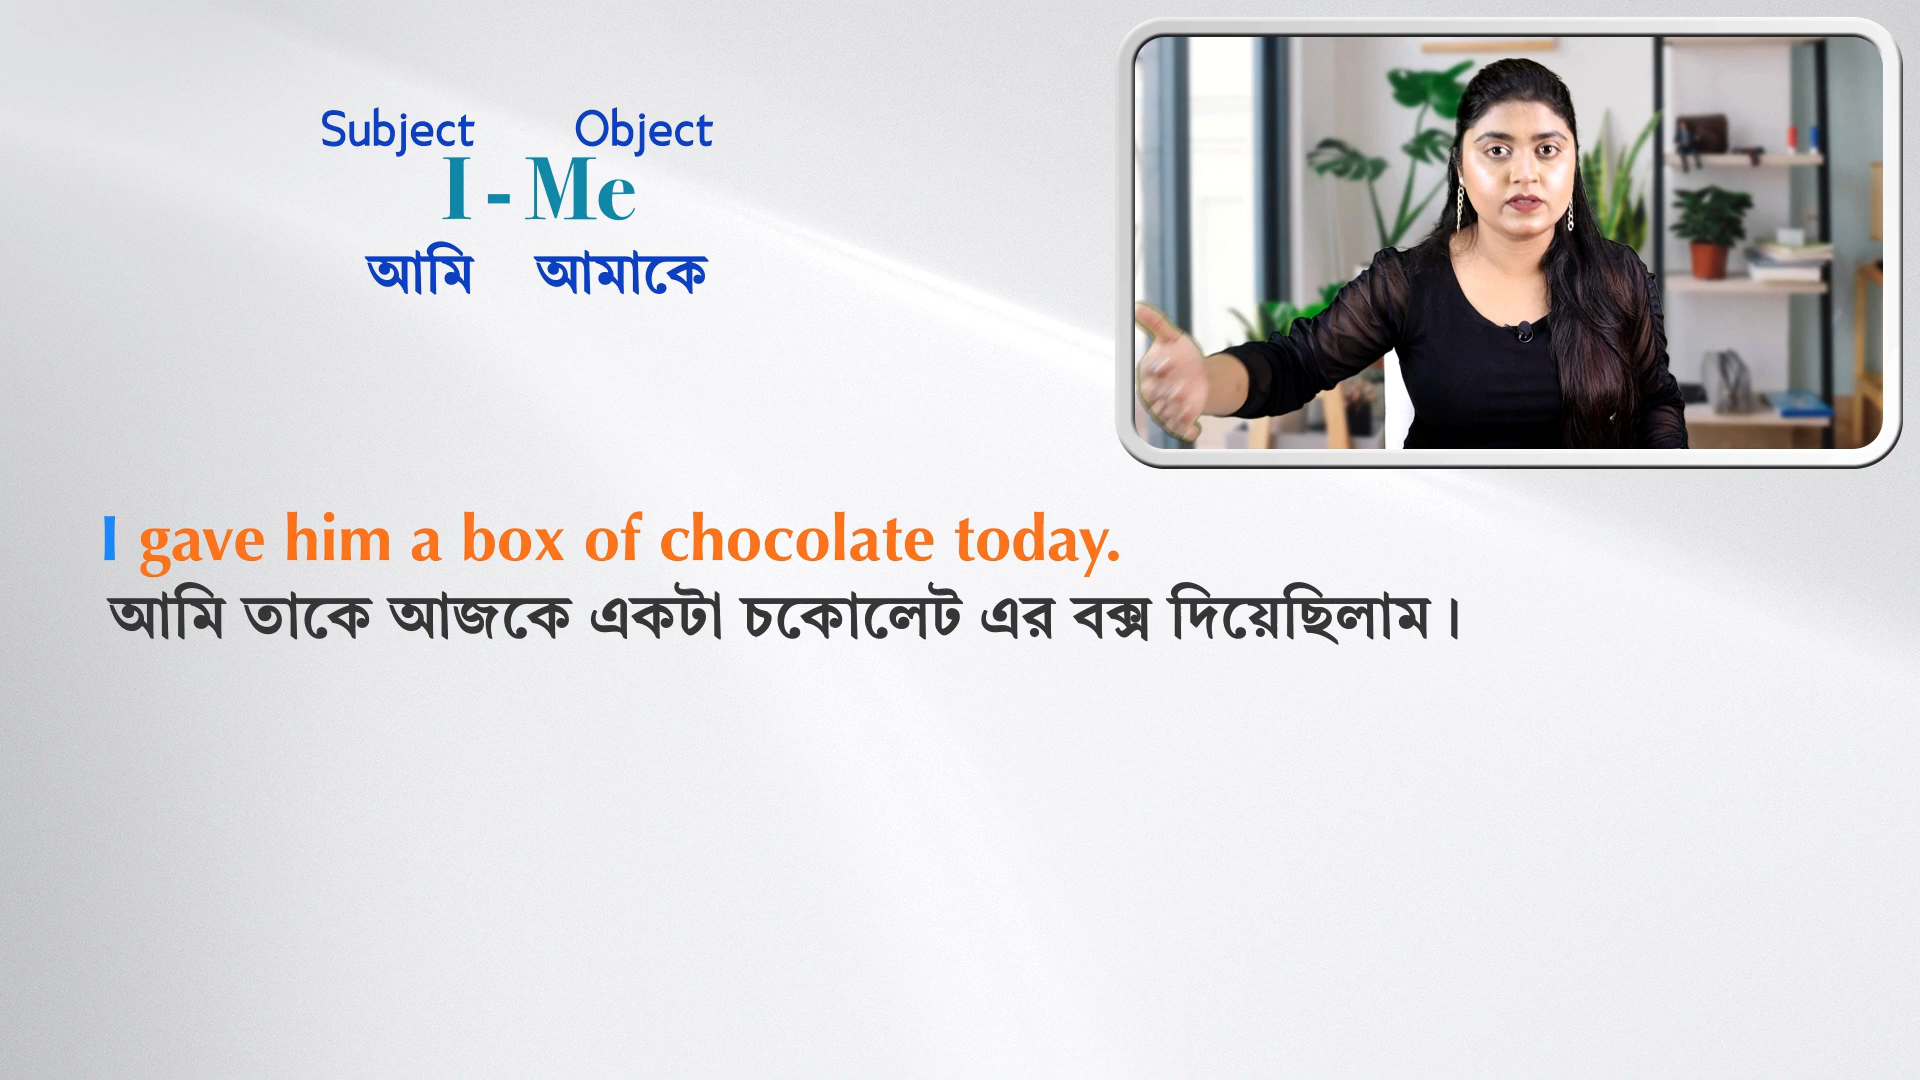 Subject Object
I - Me
আমি আমাকে
I gave him a box of chocolate today.
আমি তাকে আজকে একটা চকোলেট এর বক্স দিয়েছিলাম।